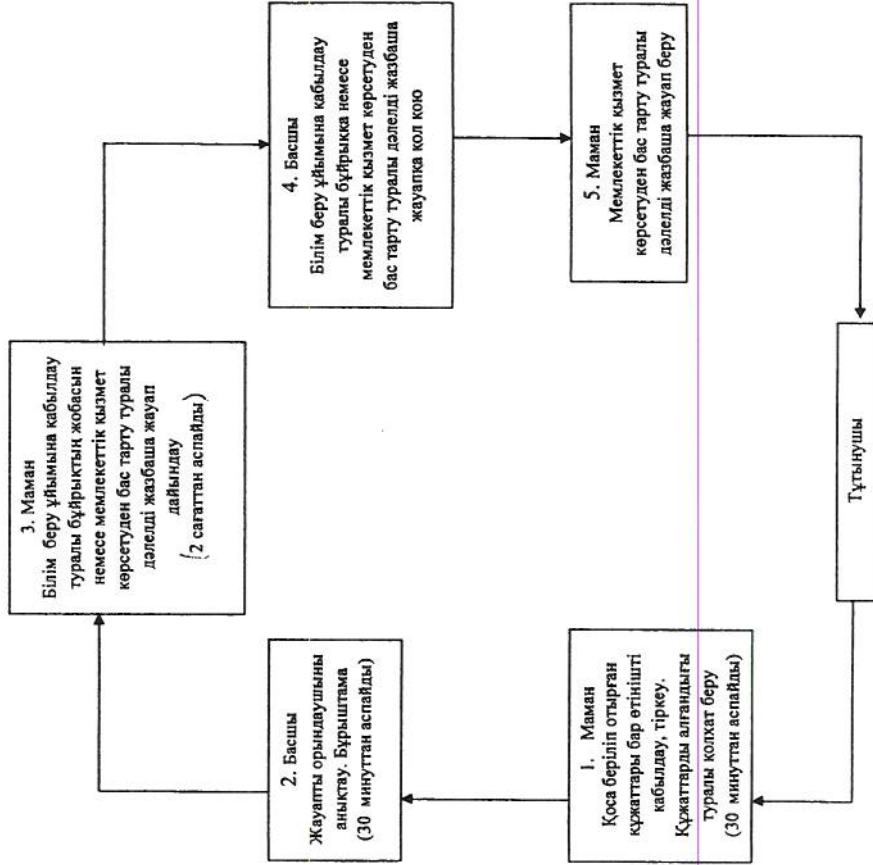 1. Маман
Қоса беріліп отырған
құжаттары бар өтінішті
қабылдау, тіркеу.
Құжаттарды алғандығы
туралы қолхат беру
(30 минуттан аспайды)
2. Басшы
Жауапты орындаушыны
анықтау. Бұрыштама
(30 минуттан аспайды)
3. Маман
Білім беру ұйымына қабылдау
туралы бұйрықтың жобасын
немесе мемлекеттік қызмет
көрсетуден бас тарту туралы
дәлелді жазбаша жауап
дайындау
(2 сағаттан аспайды)
4. Басшы
Білім беру ұйымына қабылдау
туралы бұйрыққа немесе
мемлекеттік қызмет көрсетуден
бас тарту туралы дәлелді жазбаша
жауапқа қол қою
5. Маман
Мемлекеттік қызмет
көрсетуден бас тарту туралы
дәлелді жазбаша жауап беру
Тұтынушы